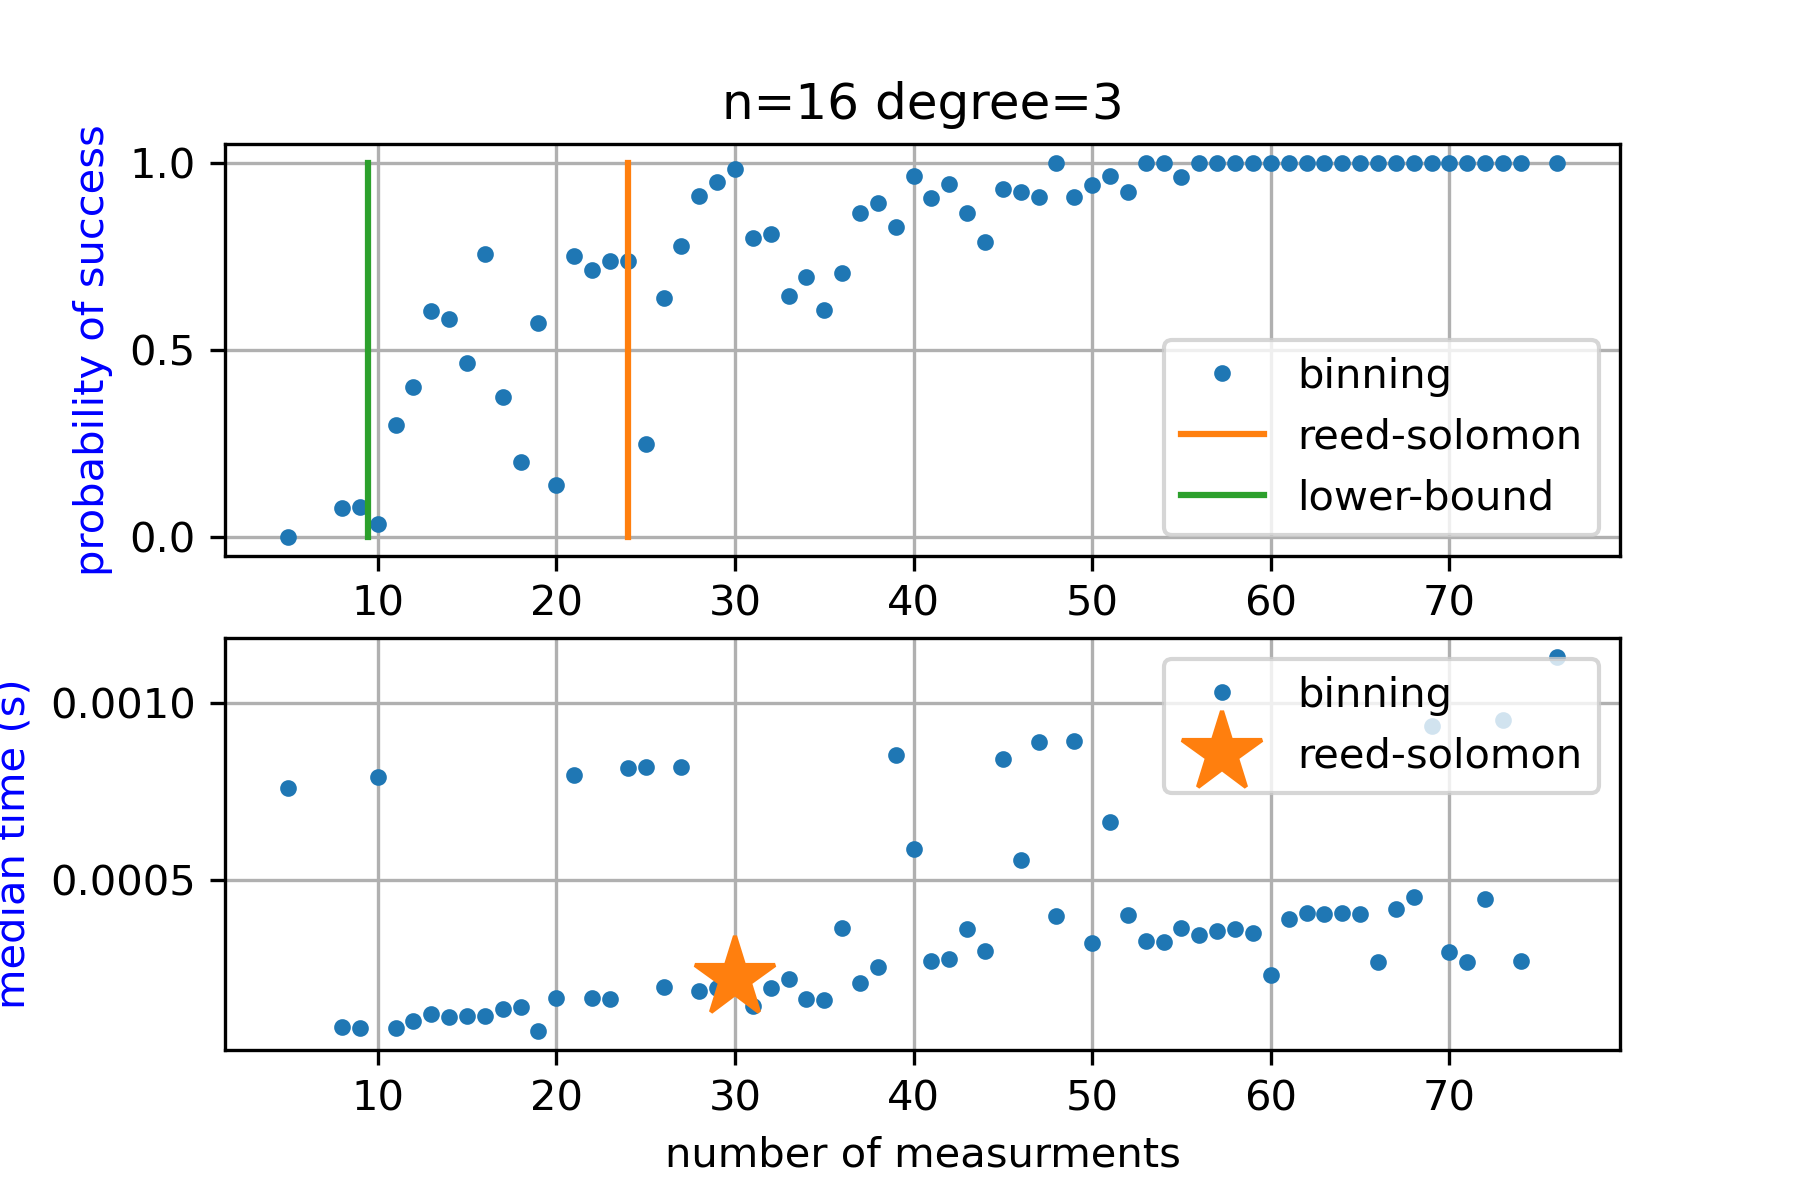 n=16 degree=3
probability of success
1.0
0.5
0.0
binning
reed-solomon
lower-bound
10 20 30 40 50 60 70
median time (s)
0.0010
0.0005
binning
reed-solomon
10 20 30 40 50 60 70
number of measurments